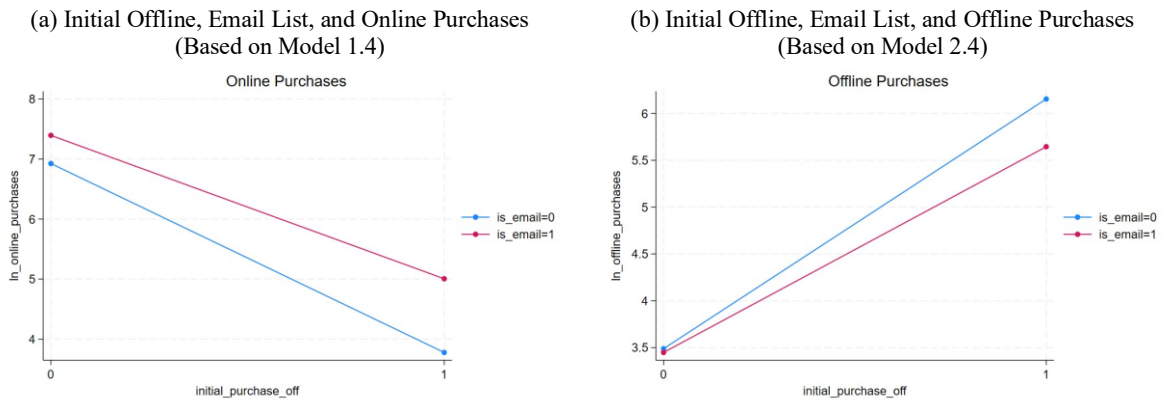 (a) Initial Offline, Email List, and Online Purchases
(Based on Model 1.4)
Online Purchases
8
7
6
5
4
ln_online_purchases
0
1
initial_purchase_off
is_email=0
is_email=1
(b) Initial Offline, Email List, and Offline Purchases
(Based on Model 2.4)
Offline Purchases
6
5.5
5
4.5
4
3.5
ln_offline_purchases
0
1
initial_purchase_off
is_email=0
is_email=1